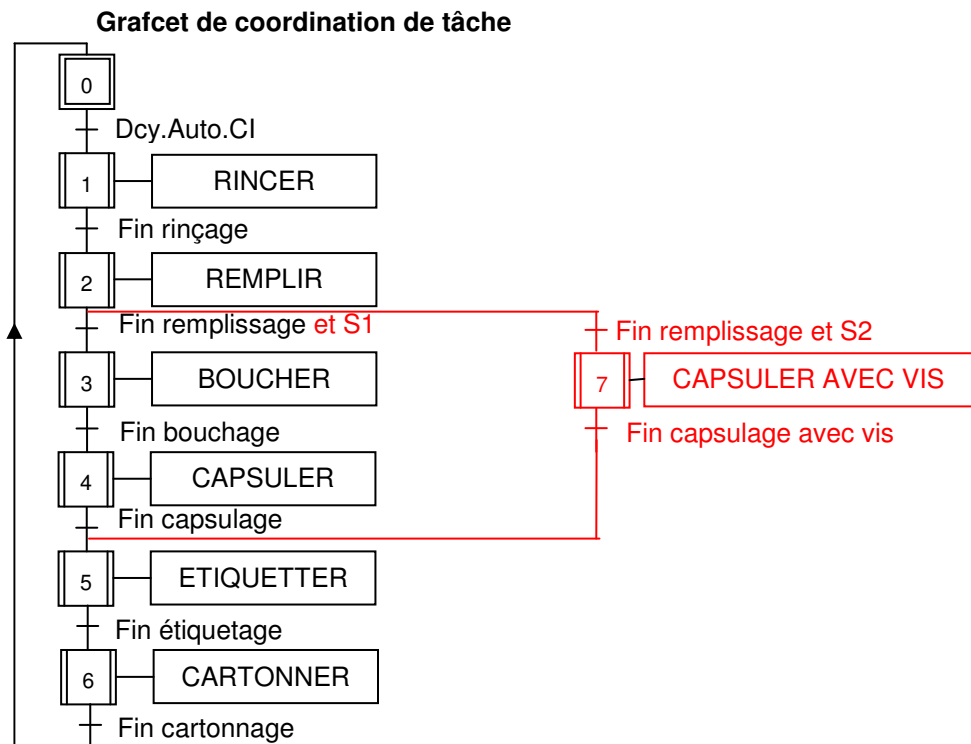 Grafcet de coordination de tâche
0
Dcy.Auto.CI
1 RINCER
Fin rinçage
2 REMPLIR
Fin remplissage et S1
Fin remplissage et S2
3 BOUCHER
7 CAPSULER AVEC VIS
Fin bouchage
Fin capsulage avec vis
4 CAPSULER
Fin capsulage
5 ETIQUETTER
Fin étiquetage
6 CARTONNER
Fin cartonnage